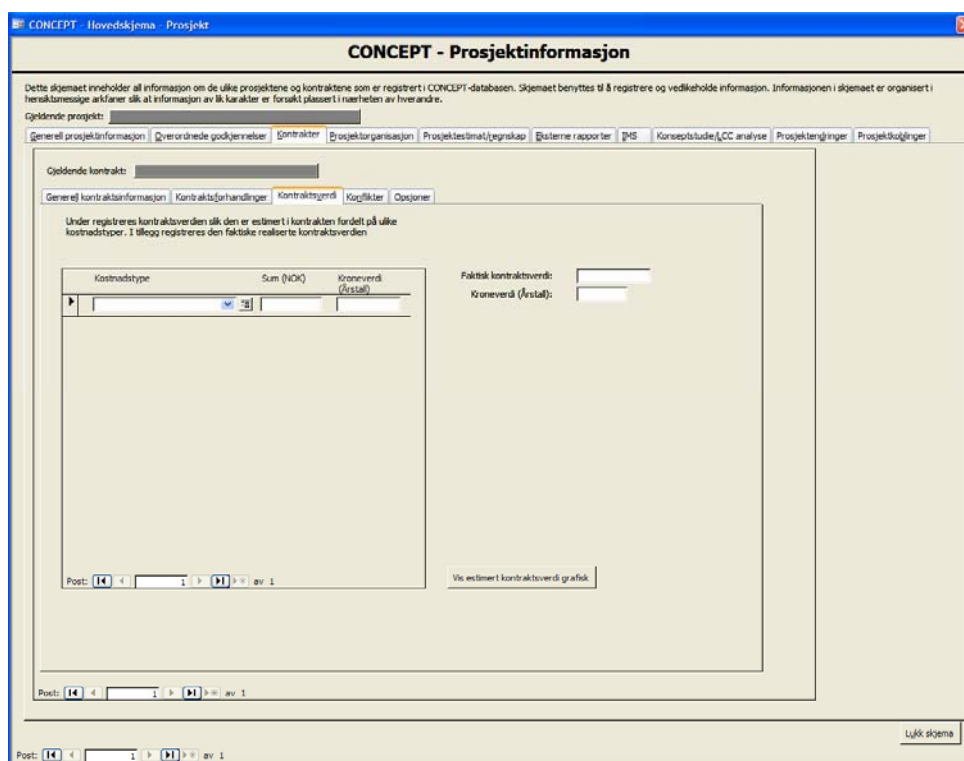 CONCEPT - Hovedskjema - Prosjekt
CONCEPT - Prosjektinformasjon
Dette skjemaet inneholder all informasjon om de ulike prosjektene og kontraktene som er registrert i CONCEPT-databasen. Skjemaet benyttes til å registrere og vedlikeholde informasjon. Informasjonen i skjemaet er organisert i
hensiktsmessige arkfaner slik at informasjon av lik karakter er forsøkt plassert i nærheten av hverandre.
Gjeldende prosjekt:
Generell prosjektinformasjon Overordnede godkjennelser Kontrakter Prosjektorganisasjon Prosjektestimat/regnskap Eksterne rapporter IMS Konseptstudie/LCC analyse Prosjektendringer Prosjektkoblinger
Gjeldende kontrakt:
Generell kontraktsinformasjon Kontraktsforhandlinger Kontraktsverdi Konflikter Opsjoner
Under registreres kontraktsverdien slik den er estimert i kontrakten fordelt på ulike
kostnadstyper. I tillegg registreres den faktiske realiserte kontraktsverdien
Kostnadstype Sum (NOK) Kroneverdi
(Årstall)
Faktisk kontraktsverdi:
Kroneverdi (Årstall):
Post: 1 av 1
Vis estimert kontraktsverdi grafisk
Post: 1 av 1
Lukk skjema
Post: 1 av 1